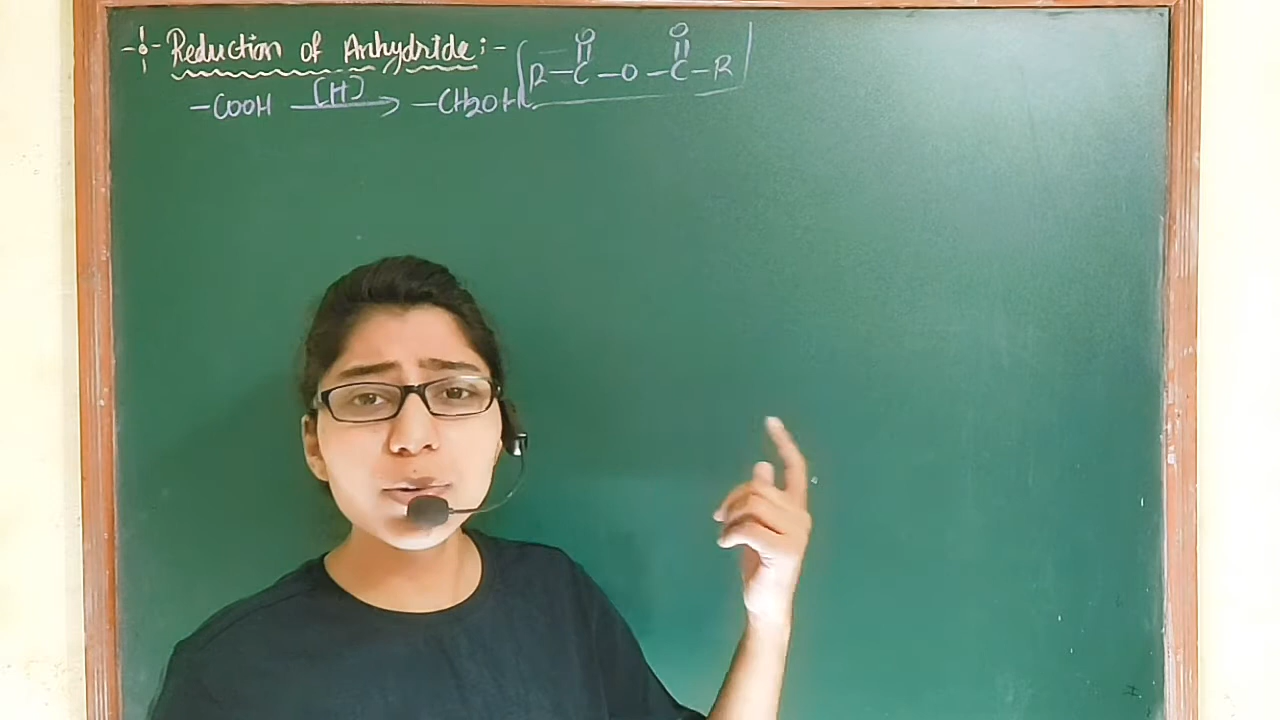 Reduction of Anhydride :-
O O
|| ||
R-C-O-C-R
-COOH [H] → -CH2OH